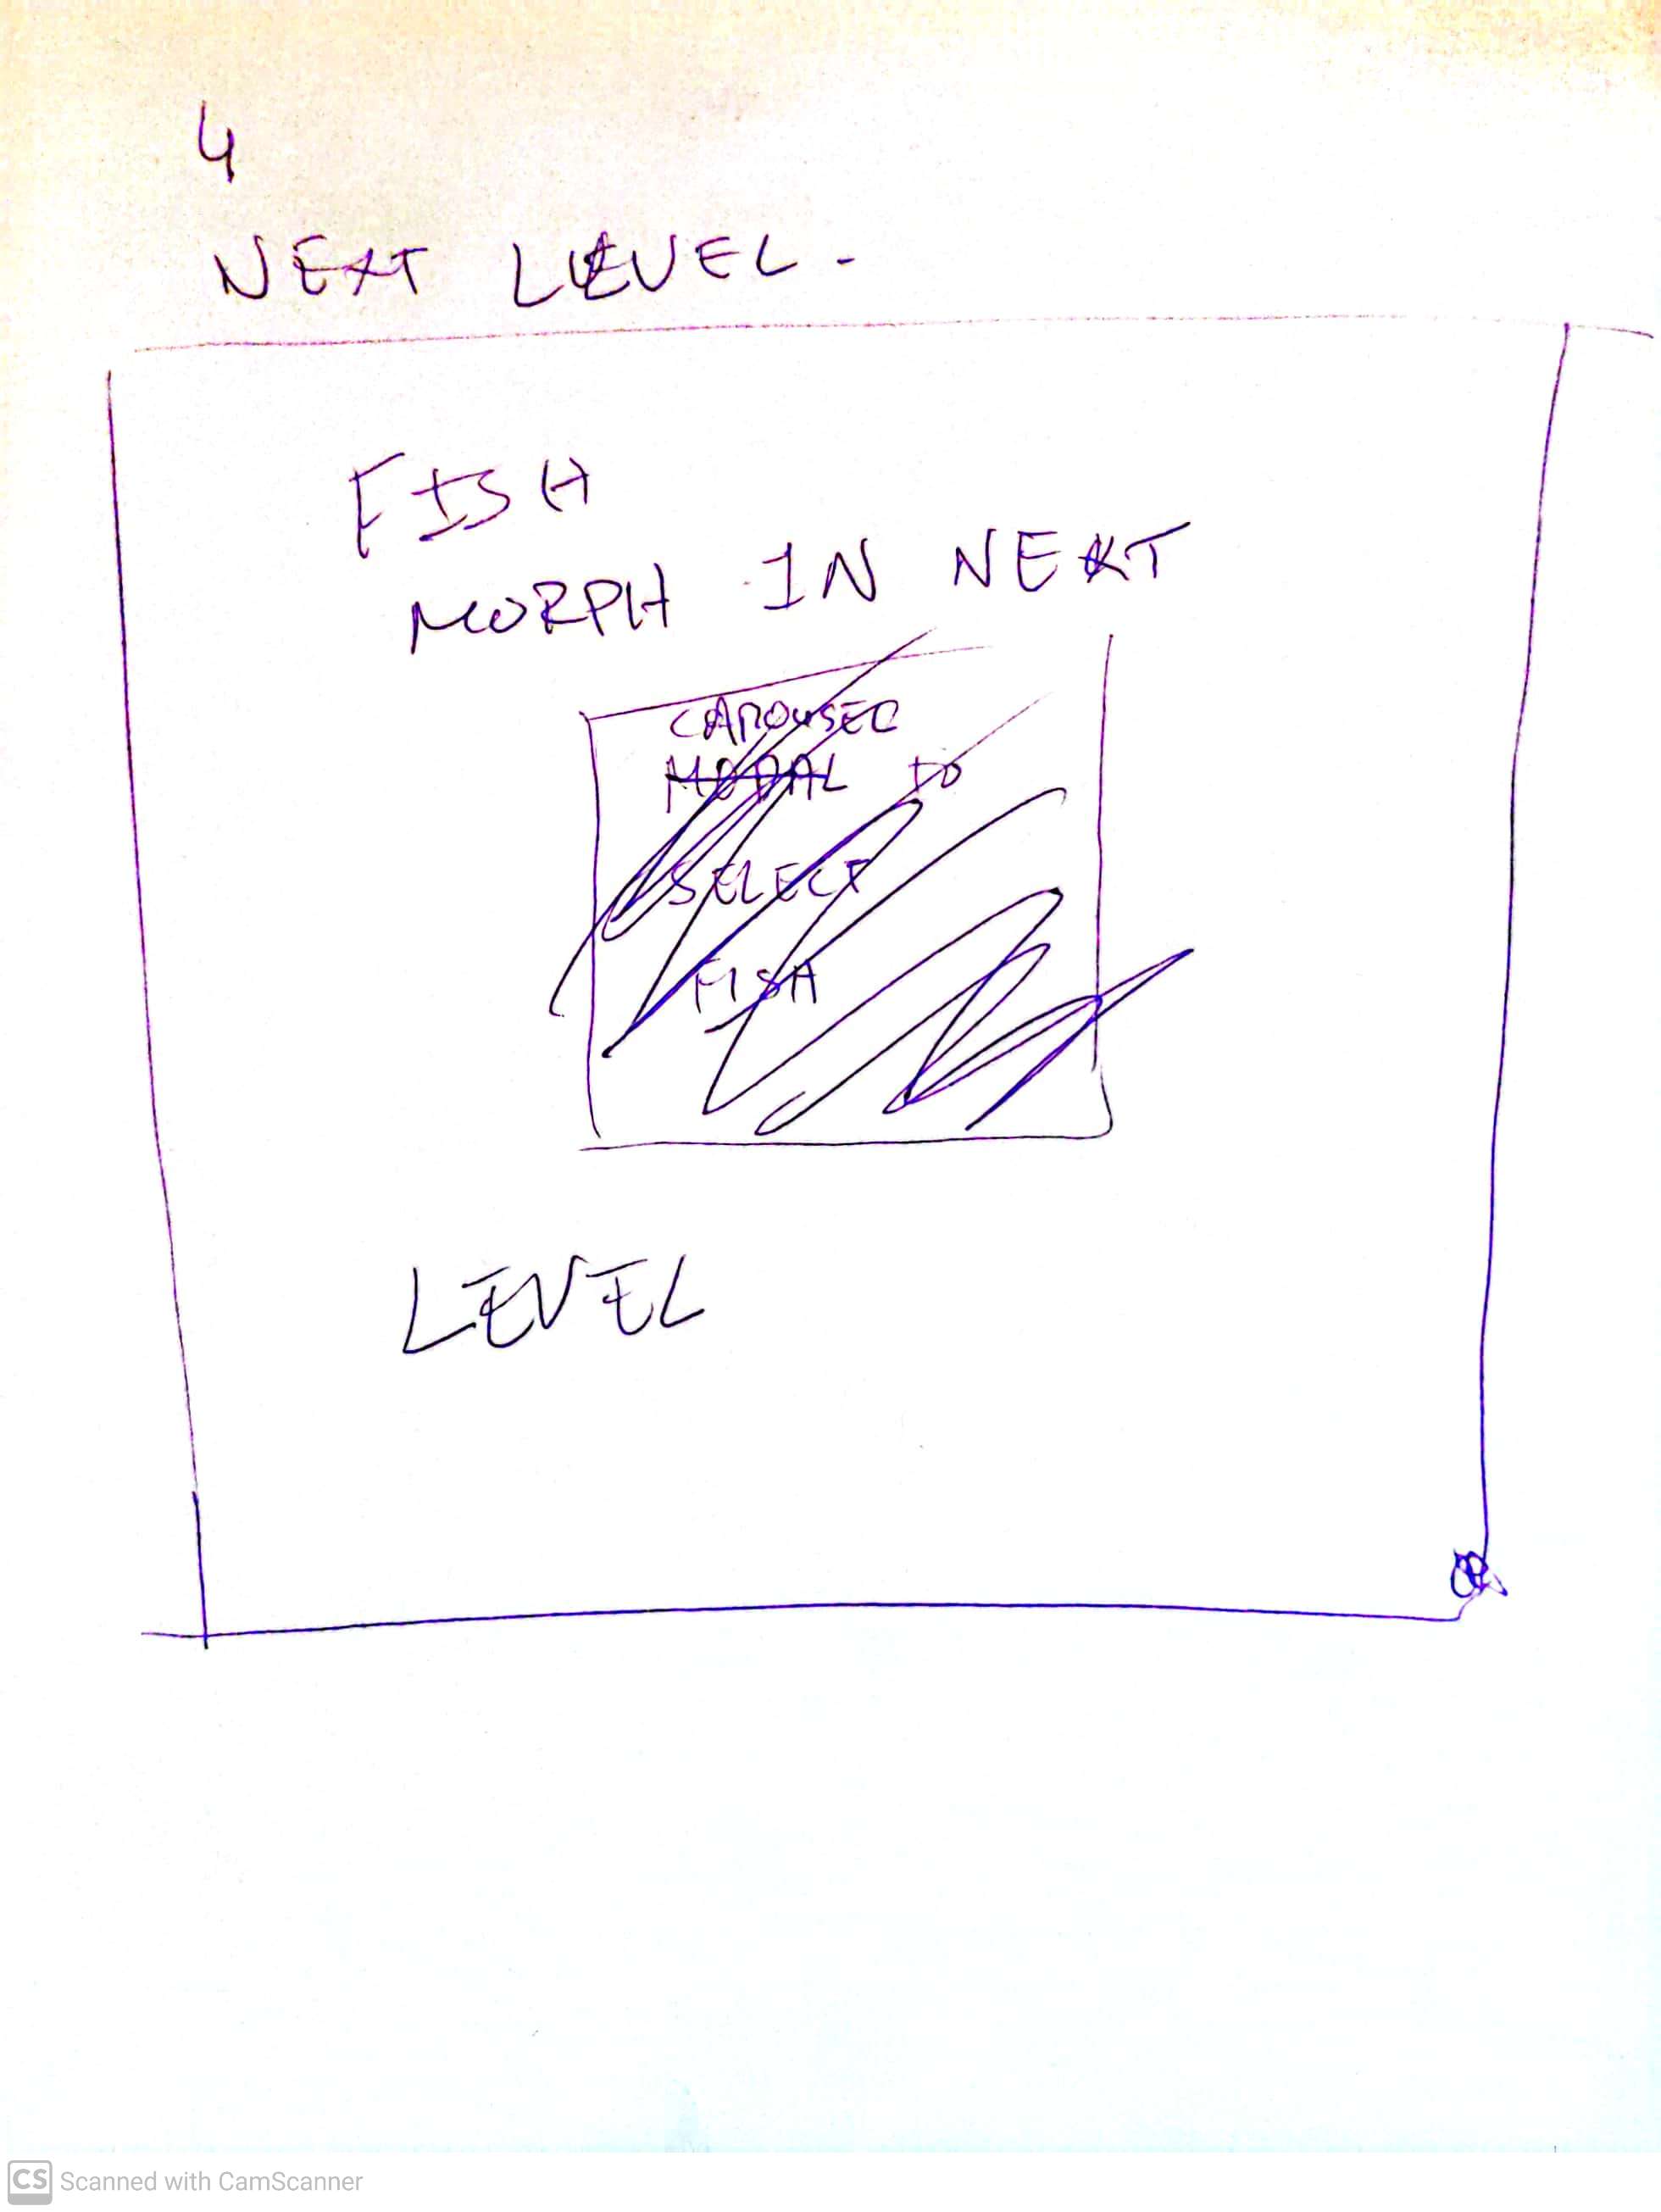 4
NEXT LEVEL.
FISH
MORPH IN NEXT
CAROUSEL
MODAL TO
SELECT
FISH
LEVEL
CS Scanned with CamScanner